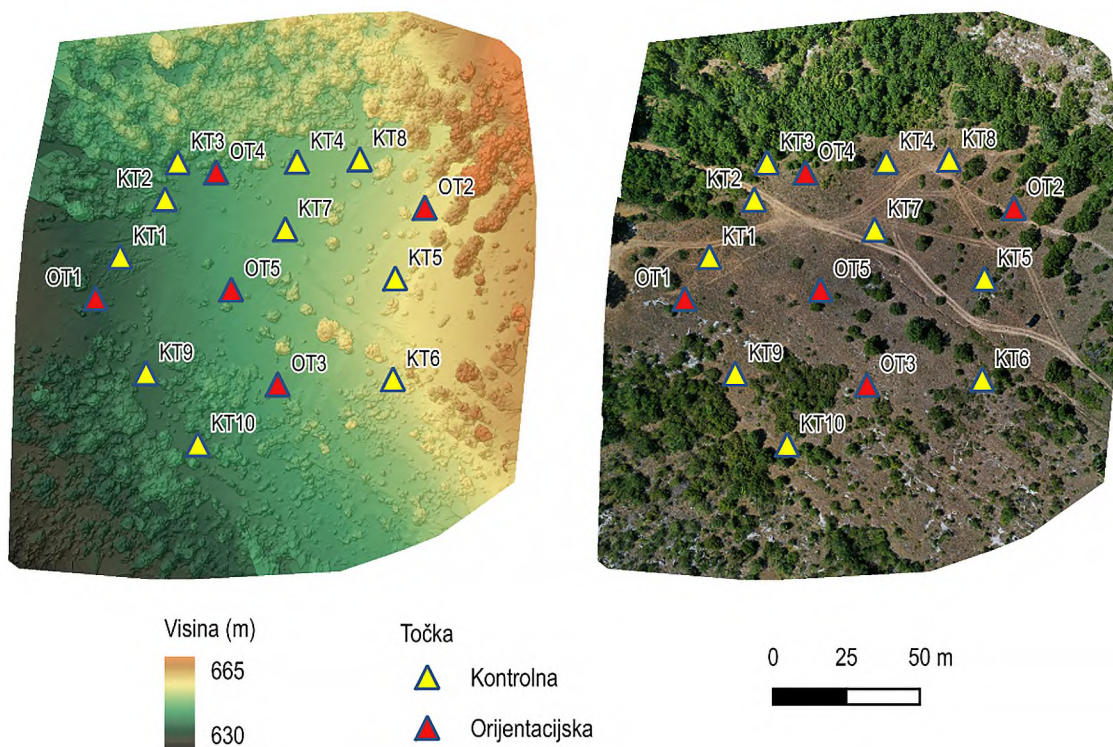 KT3
OT4
KT4
KT8
KT2
OT2
KT7
KT1
KT5
OT1
OT5
KT9
OT3
KT6
KT10
KT3
OT4
KT4
KT8
KT2
OT2
KT7
KT1
KT5
OT1
OT5
KT9
OT3
KT6
KT10
Visina (m)
665
630
Točka
Kontrolna
Orijentacijska
0 25 50 m